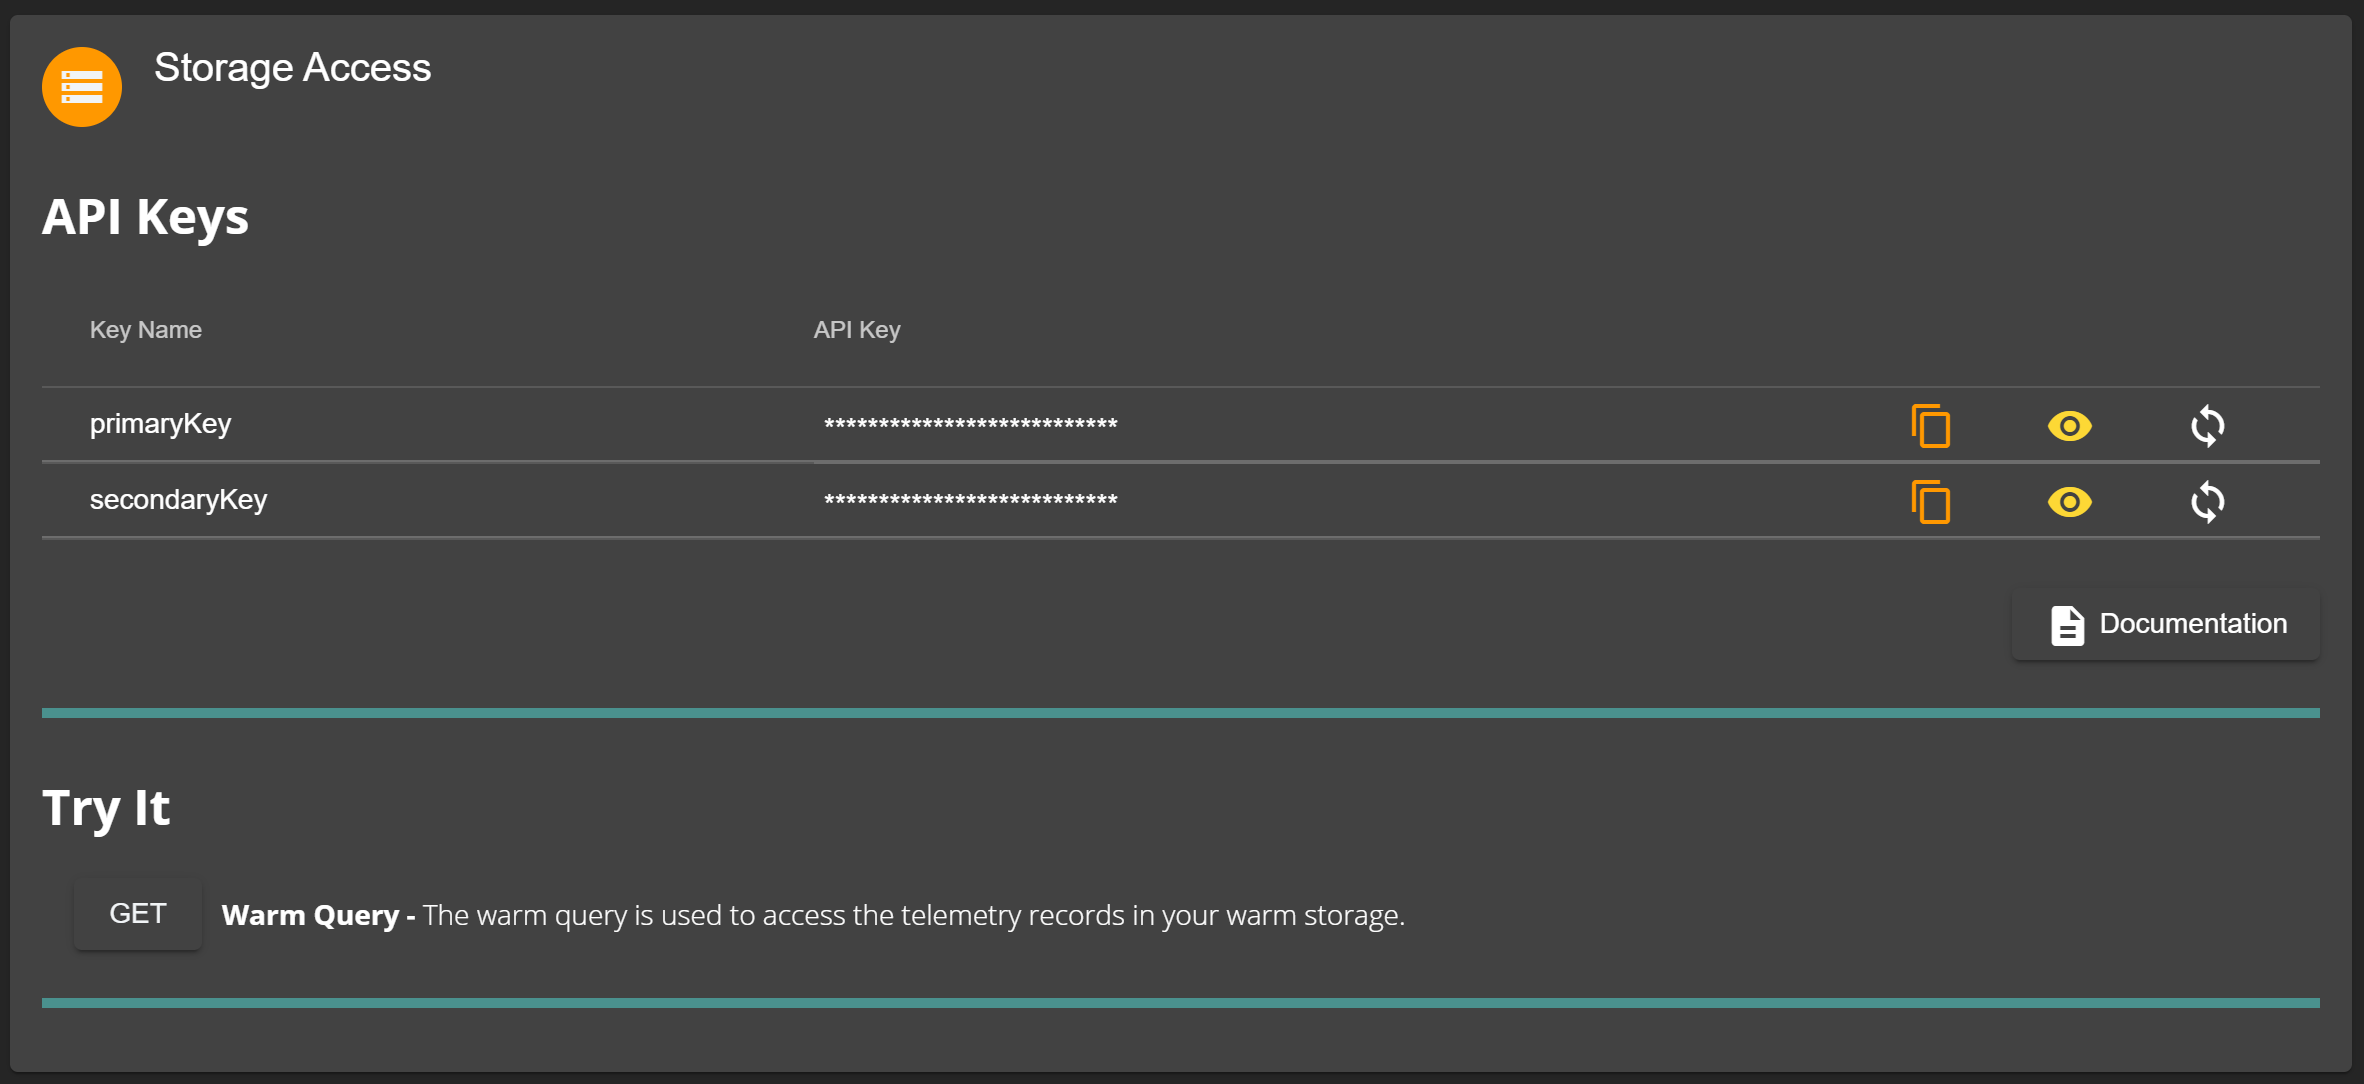 Storage Access
API Keys
Key Name API Key
primaryKey ***************************
secondaryKey ***************************
Documentation
Try It
GET Warm Query - The warm query is used to access the telemetry records in your warm storage.